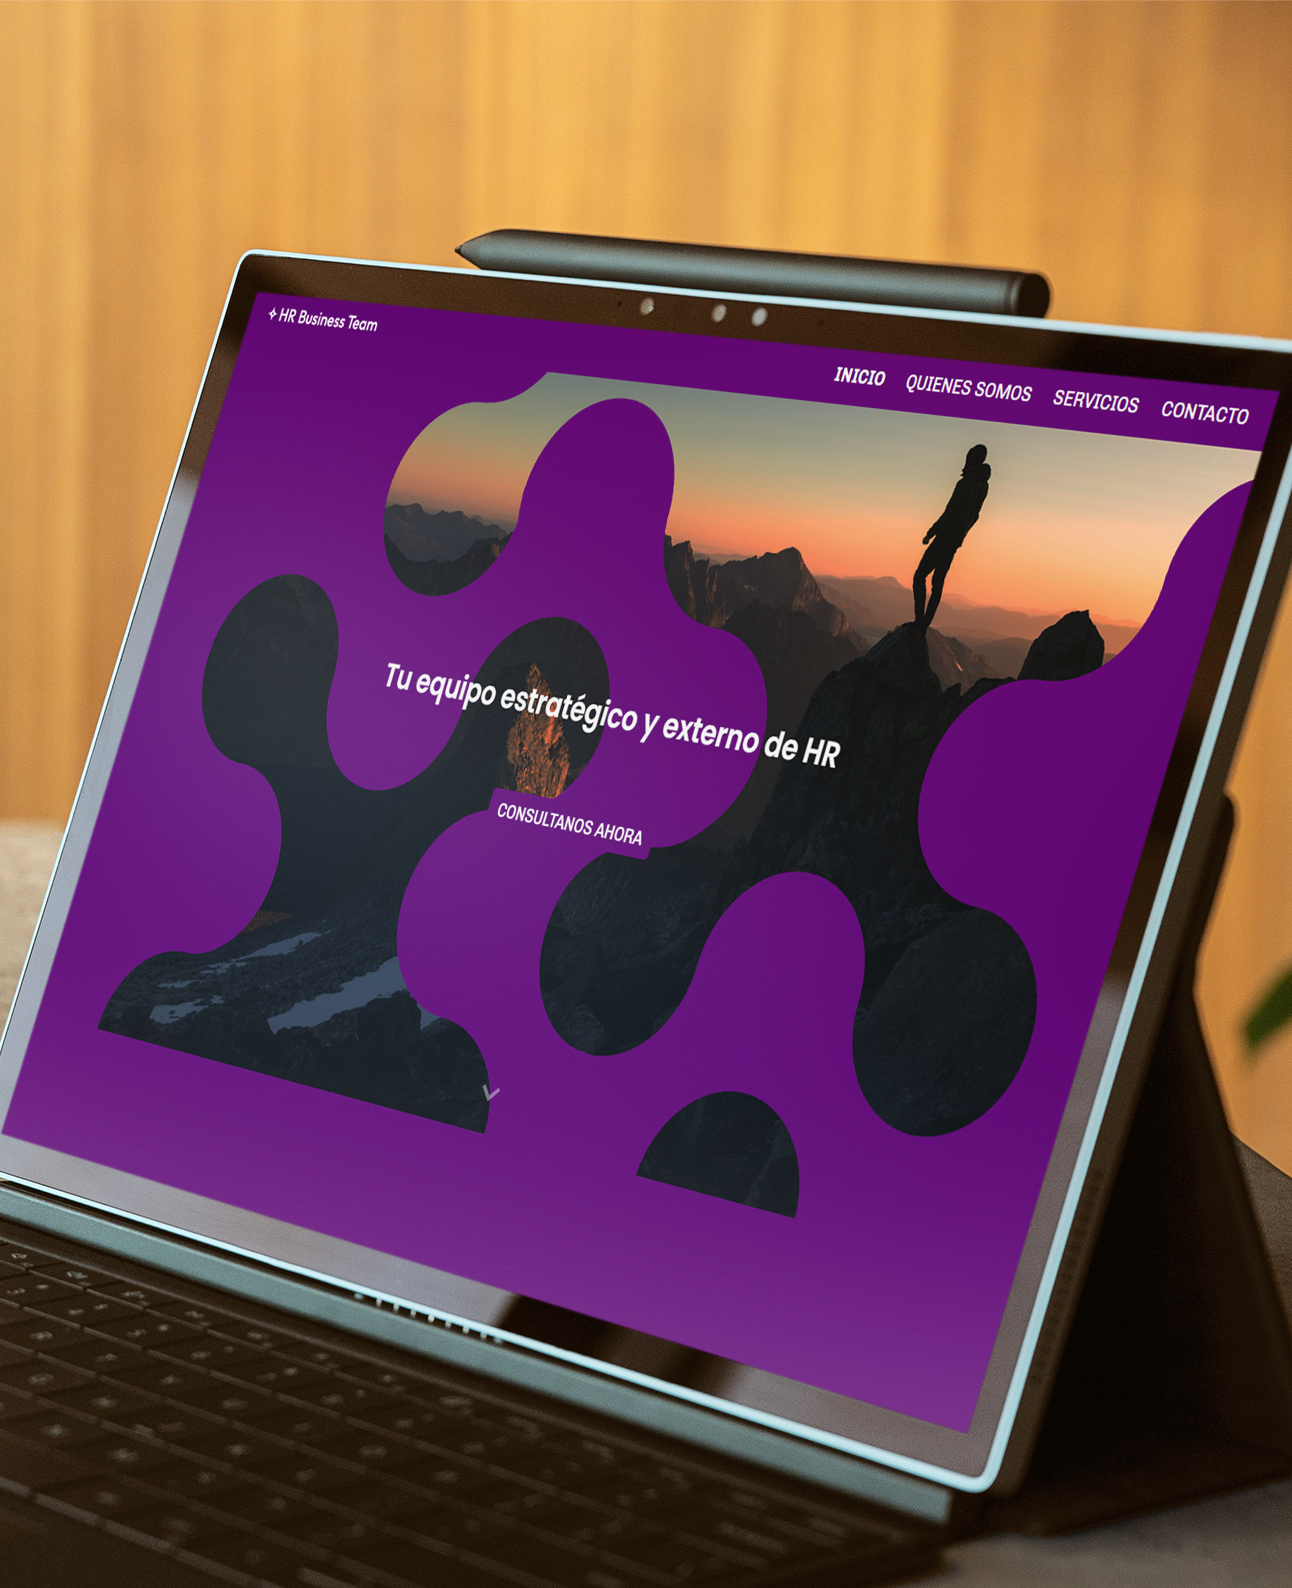 HR Business Team
INICIO QUIENES SOMOS SERVICIOS CONTACTO
Tu equipo estratégico y externo de HR
CONSULTANOS AHORA